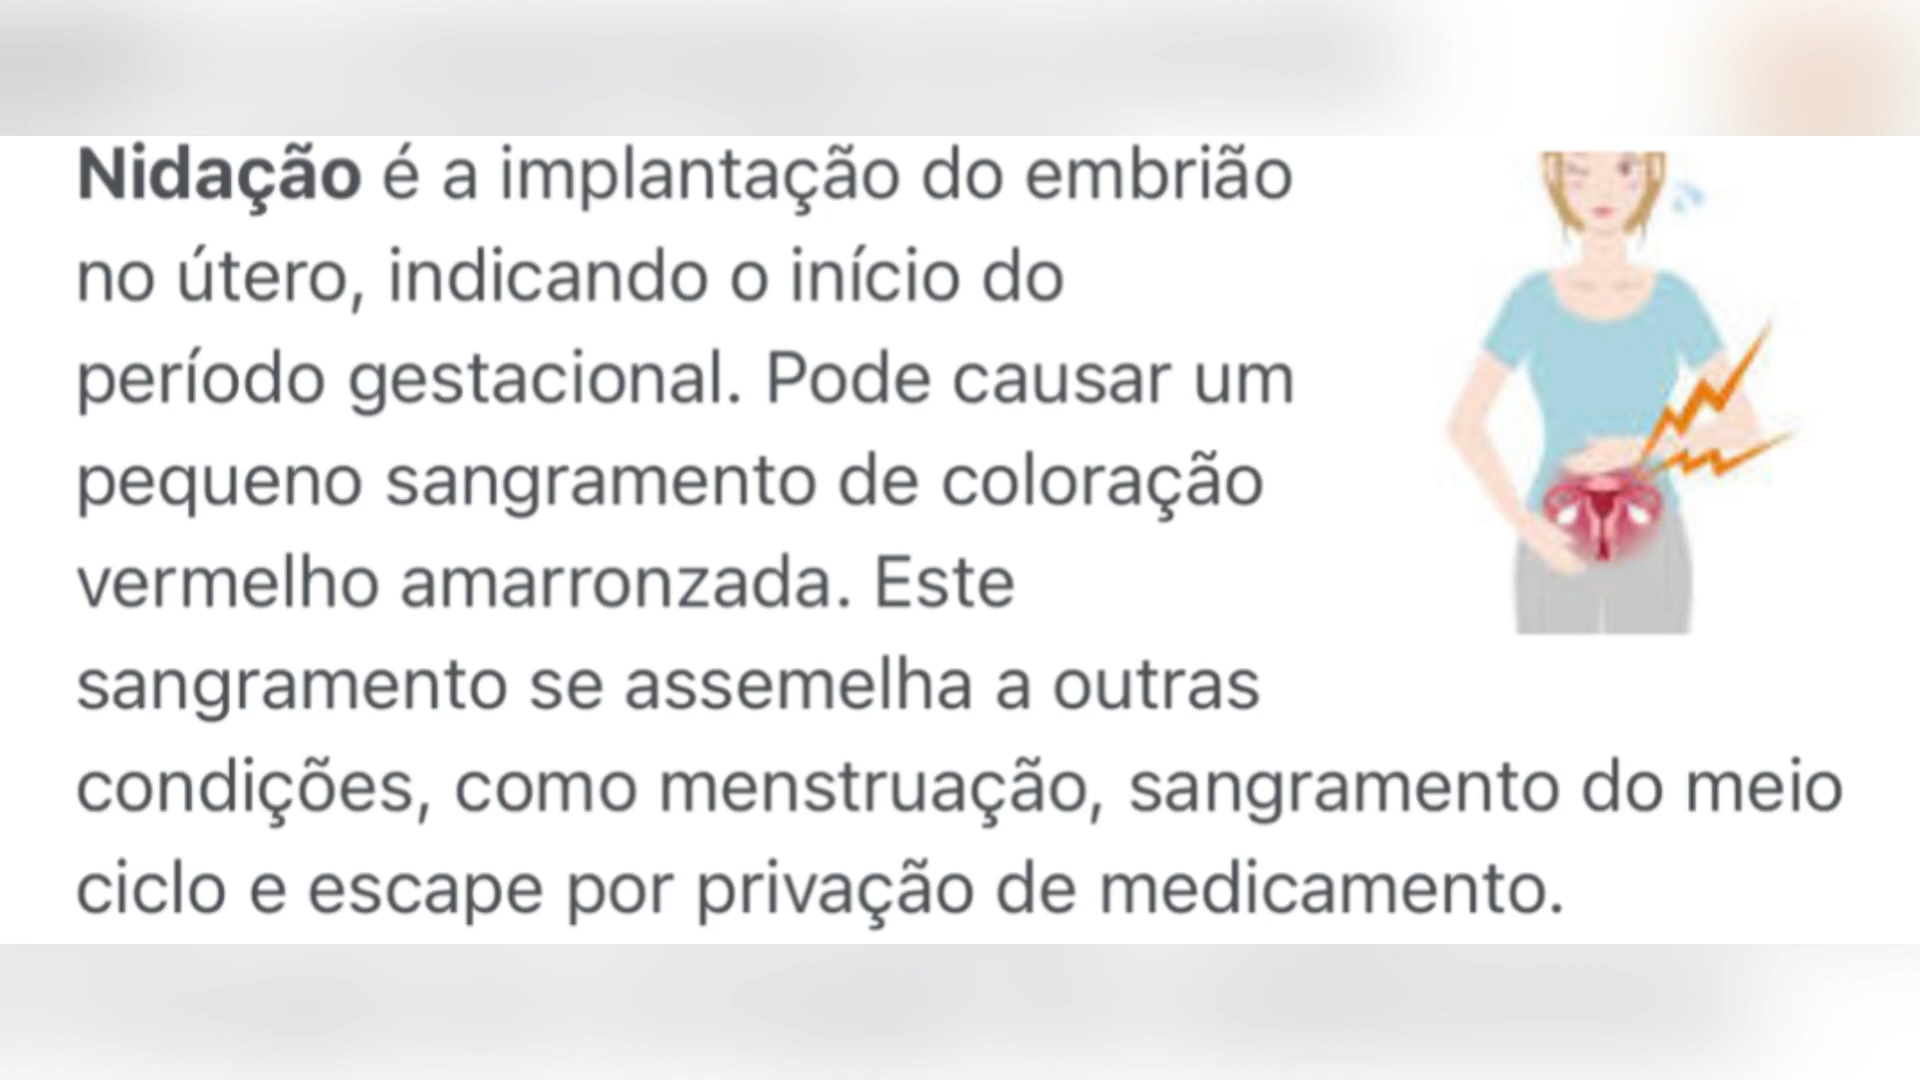 Nidação é a implantação do embrião
no útero, indicando o início do
período gestacional. Pode causar um
pequeno sangramento de coloração
vermelho amarronzada. Este
sangramento se assemelha a outras
condições, como menstruação, sangramento do meio
ciclo e escape por privação de medicamento.